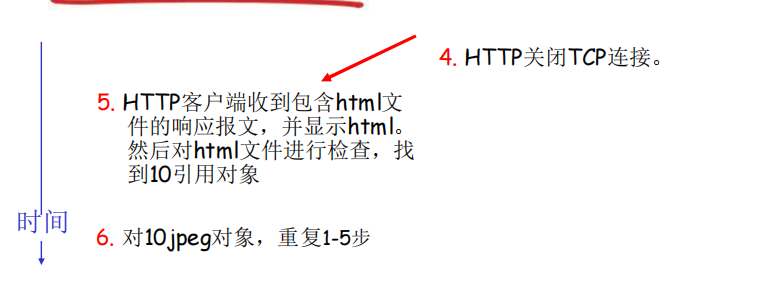 4. HTTP关闭TCP连接。
5. HTTP客户端收到包含html文
件的响应报文，并显示html。
然后对html文件进行检查，找
到10引用对象
时间
6. 对10jpeg对象，重复1-5步